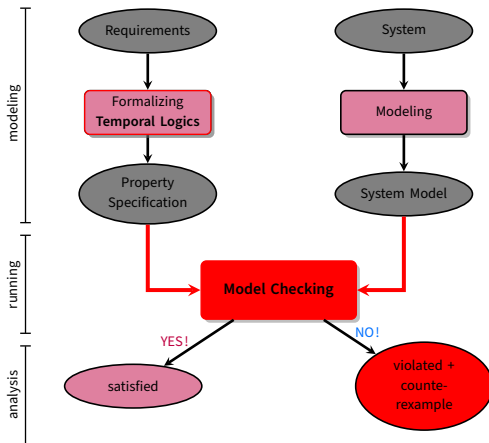 Requirements
System
modeling
Formalizing
Temporal Logics
Modeling
Property
Specification
System Model
running
Model Checking
YES!
NO!
analysis
satisfied
violated +
counte-
rexample